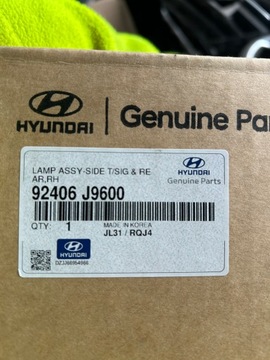 HYUNDAI | Genuine Pa
LAMP ASSY-SIDE T/SIG & RE
AR,RH
HYUNDAI
Genuine Parts
92406 J9600
QTY: 1
MADE IN KOREA
JL31 / RQJ4
HYUNDAI